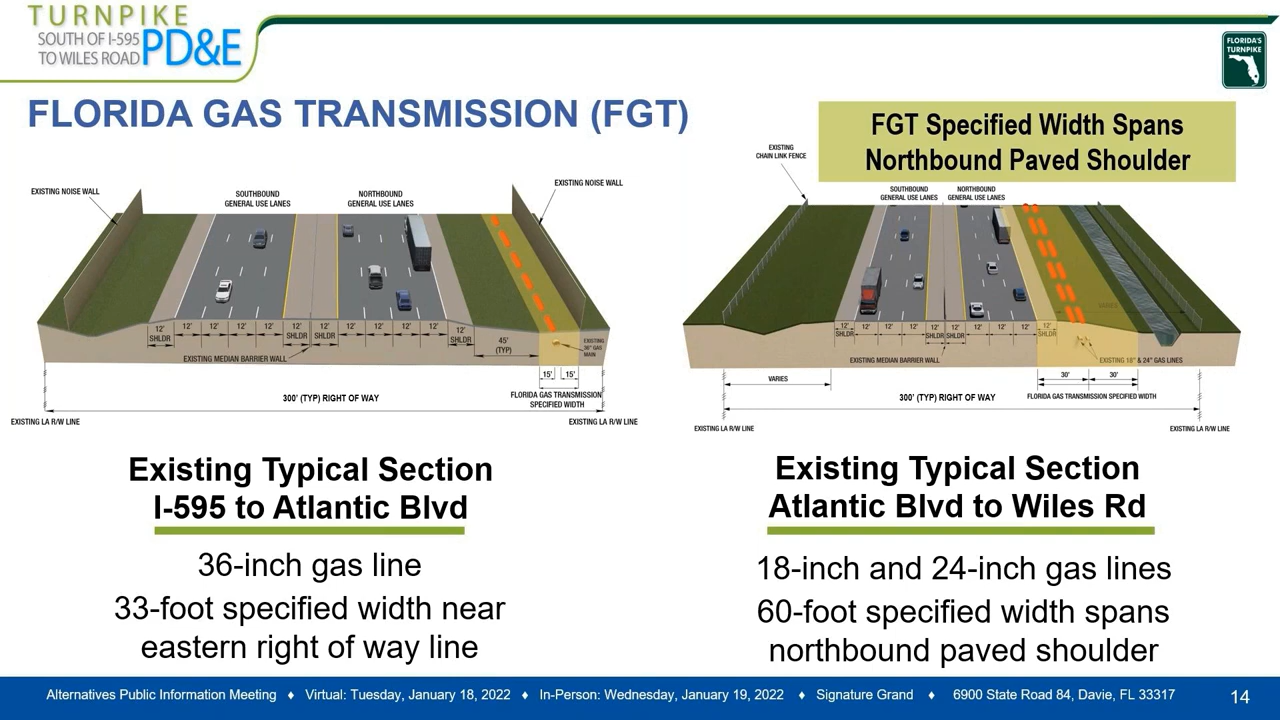 TURNPIKE
SOUTH OF I-595
TO WILES ROAD
PD&E
FLORIDA'S
TURNPIKE
FLORIDA GAS TRANSMISSION (FGT)
FGT Specified Width Spans
Northbound Paved Shoulder
EXISTING NOISE WALL
SOUTHBOUND
GENERAL USE LANES
NORTHBOUND
GENERAL USE LANES
EXISTING NOISE WALL
12'
SHLDR
12'
12'
12'
12'
12'
SHLDR
12'
SHLDR
12'
12'
12'
12'
12'
SHLDR
45'
(TYP)
EXISTING
36" GAS
MAIN
EXISTING MEDIAN BARRIER WALL
15'
15'
FLORIDA GAS TRANSMISSION
SPECIFIED WIDTH
300' (TYP) RIGHT OF WAY
EXISTING LA R/W LINE
EXISTING LA R/W LINE
EXISTING
CHAIN LINK FENCE
SOUTHBOUND
GENERAL USE LANES
NORTHBOUND
GENERAL USE LANES
VARIES
12'
SHLDR
12'
12'
12'
12'
12'
SHLDR
12'
SHLDR
12'
12'
12'
12'
12'
SHLDR
EXISTING MEDIAN BARRIER WALL
EXISTING 18" & 24" GAS LINES
VARIES
30'
30'
300' (TYP) RIGHT OF WAY
FLORIDA GAS TRANSMISSION SPECIFIED WIDTH
EXISTING LA R/W LINE
EXISTING LA R/W LINE
Existing Typical Section
I-595 to Atlantic Blvd
36-inch gas line
33-foot specified width near
eastern right of way line
Existing Typical Section
Atlantic Blvd to Wiles Rd
18-inch and 24-inch gas lines
60-foot specified width spans
northbound paved shoulder
Alternatives Public Information Meeting ♦ Virtual: Tuesday, January 18, 2022 ♦ In-Person: Wednesday, January 19, 2022 ♦ Signature Grand ♦ 6900 State Road 84, Davie, FL 33317
14